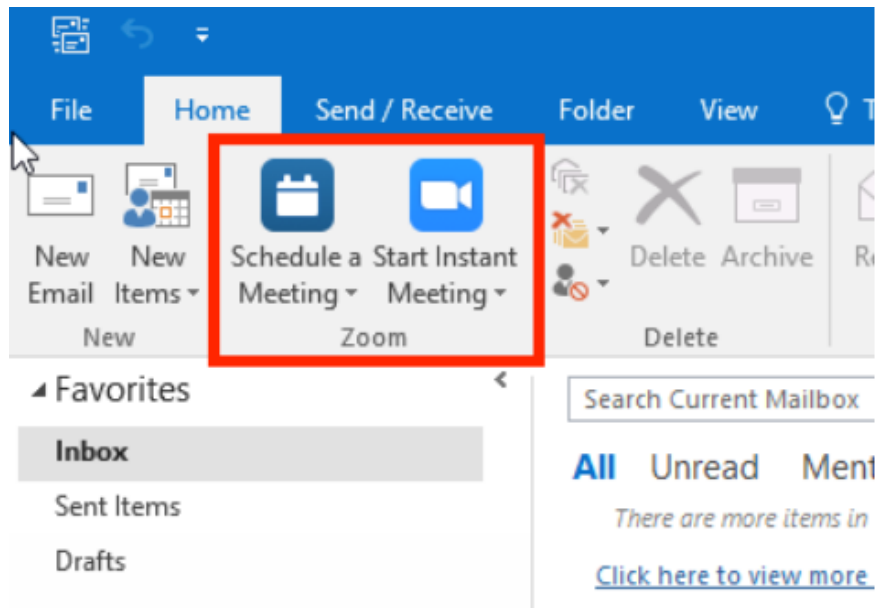 File Home Send / Receive Folder View
New Email
New Items
New
Schedule a Meeting
Start Instant Meeting
Zoom
Delete Archive
Delete
Favorites
Inbox
Sent Items
Drafts
Search Current Mailbox
All Unread
There are more items in
Click here to view more